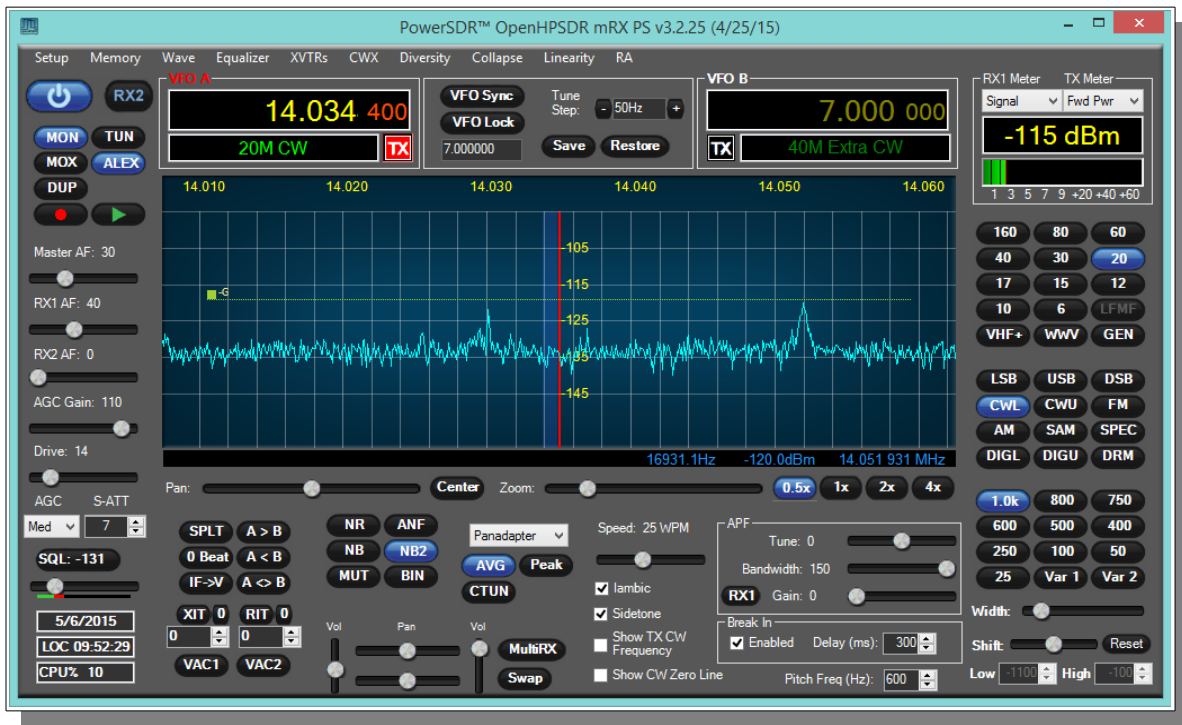 PowerSDR™ OpenHPSDR mRX PS v3.2.25 (4/25/15)
Setup Memory Wave Equalizer XVTRs CWX Diversity Collapse Linearity RA
RX2
MON TUN
MOX ALEX
DUP
Master AF: 30
RX1 AF: 40
RX2 AF: 0
AGC Gain: 110
Drive: 14
AGC S-ATT
Med 7
SQL: -131
5/6/2015
LOC 09:52:29
CPU% 10
VFO A
14.034 400
20M CW TX
VFO Sync
VFO Lock
7.000000
Tune
Step: - 50Hz +
Save Restore
VFO B
7.000 000
TX 40M Extra CW
RX1 Meter TX Meter
Signal Fwd Pwr
-115 dBm
1 3 5 7 9 +20 +40 +60
14.010 14.020 14.030 14.040 14.050 14.060
-105
-G
-115
-125
-135
-145
16931.1Hz -120.0dBm 14.051 931 MHz
Pan: Center Zoom: 0.5x 1x 2x 4x
SPLT A > B
0 Beat A < B
IF->V A <> B
XIT 0 RIT 0
0 0
VAC1 VAC2
NR ANF
NB NB2
MUT BIN
Panadapter
AVG Peak
CTUN
Vol Pan Vol
MultiRX
Swap
Speed: 25 WPM
Iambic
Sidetone
Show TX CW
Frequency
Show CW Zero Line
APF
Tune: 0
Bandwidth: 150
RX1 Gain: 0
Break In
Enabled Delay (ms): 300
Pitch Freq (Hz): 600
160 80 60
40 30 20
17 15 12
10 6 LFMF
VHF+ WWV GEN
LSB USB DSB
CWL CWU FM
AM SAM SPEC
DIGL DIGU DRM
1.0k 800 750
600 500 400
250 100 50
25 Var 1 Var 2
Width:
Shift: Reset
Low -1100 High -100